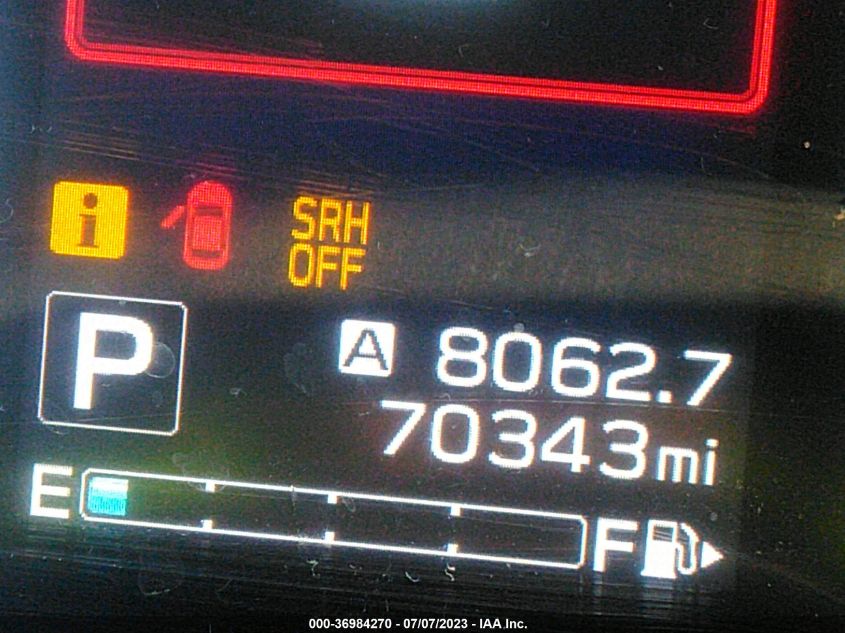 i
SRH
OFF
P
A 8062.7
70343mi
E F
000-36984270 - 07/07/2023 - IAA Inc.